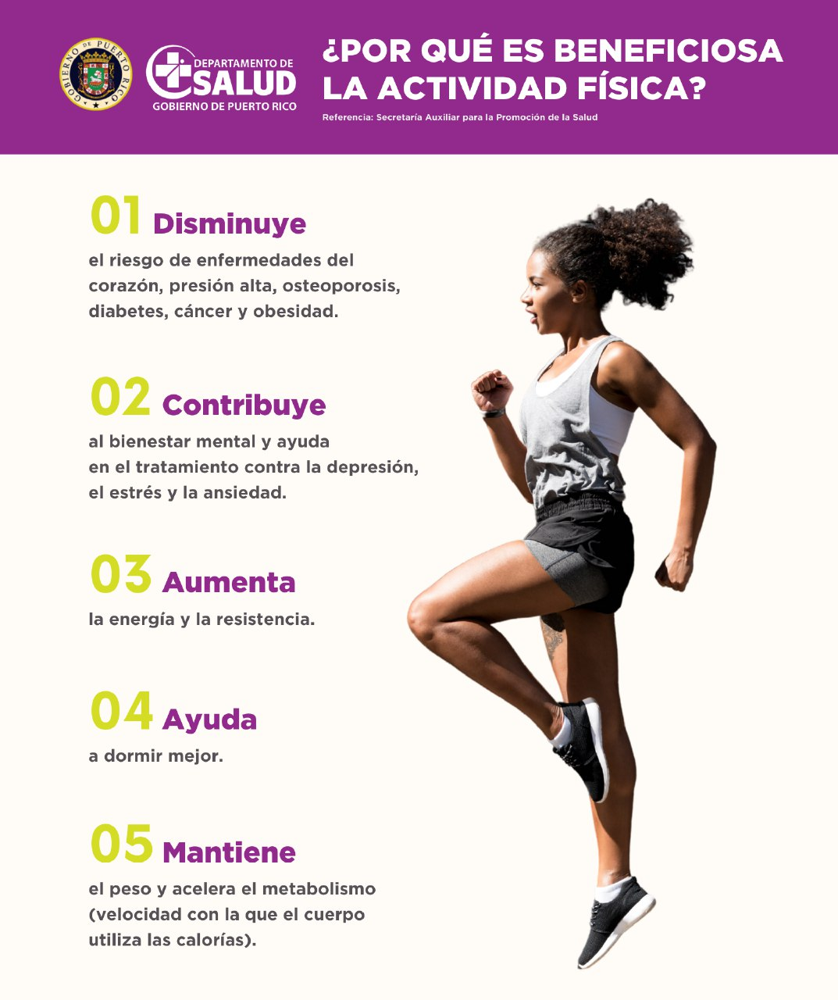 GOBIERNO DE PUERTO RICO
DEPARTAMENTO DE
SALUD
GOBIERNO DE PUERTO RICO
¿POR QUÉ ES BENEFICIOSA
LA ACTIVIDAD FÍSICA?
Referencia: Secretaría Auxiliar para la Promoción de la Salud
01 Disminuye
el riesgo de enfermedades del
corazón, presión alta, osteoporosis,
diabetes, cáncer y obesidad.
02 Contribuye
al bienestar mental y ayuda
en el tratamiento contra la depresión,
el estrés y la ansiedad.
03 Aumenta
la energía y la resistencia.
04 Ayuda
a dormir mejor.
05 Mantiene
el peso y acelera el metabolismo
(velocidad con la que el cuerpo
utiliza las calorías).